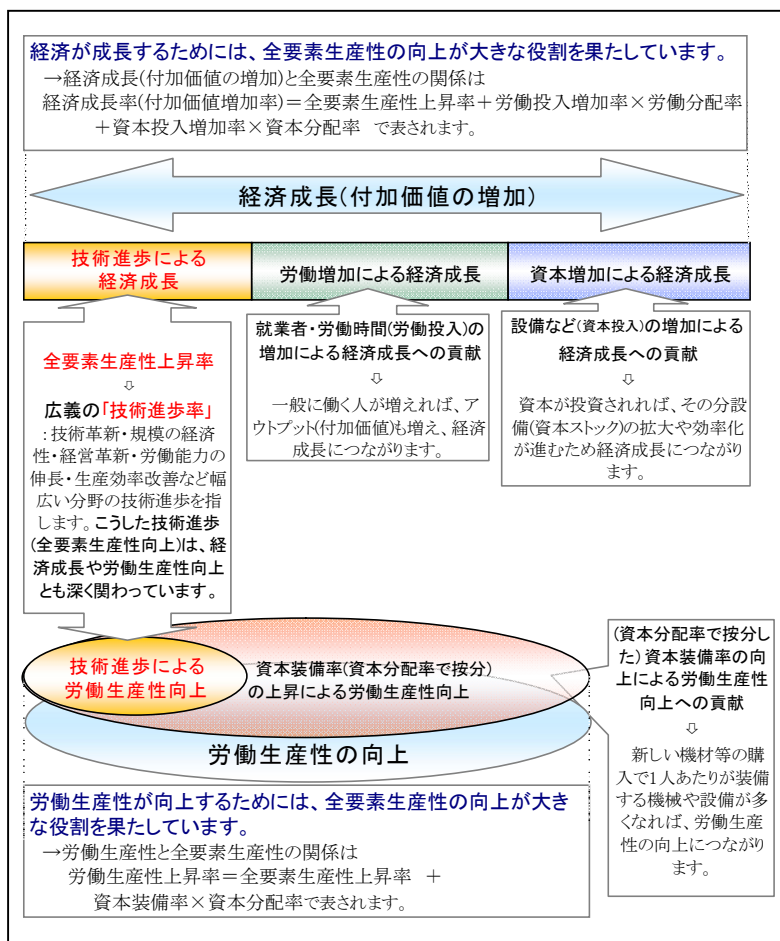 経済が成長するためには、全要素生産性の向上が大きな役割を果たしています。
→経済成長(付加価値の増加)と全要素生産性の関係は
経済成長率(付加価値増加率)＝全要素生産性上昇率＋労働投入増加率×労働分配率
＋資本投入増加率×資本分配率 で表されます。
経済成長(付加価値の増加)
技術進歩による
経済成長
労働増加による経済成長
資本増加による経済成長
全要素生産性上昇率
⇩
広義の「技術進歩率」
：技術革新・規模の経済
性・経営革新・労働能力の
伸長・生産効率改善など幅
広い分野の技術進歩を指
します。こうした技術進歩
(全要素生産性向上)は、経
済成長や労働生産性向上
とも深く関わっています。
就業者・労働時間(労働投入)の
増加による経済成長への貢献
⇩
一般に働く人が増えれば、ア
ウトプット(付加価値)も増え、経済
成長につながります。
設備など(資本投入)の増加による
経済成長への貢献
⇩
資本が投資されれば、その分設
備(資本ストック)の拡大や効率化
が進むため経済成長につながり
ます。
技術進歩による
労働生産性向上
資本装備率(資本分配率で按分)
の上昇による労働生産性向上
労働生産性の向上
(資本分配率で按分し
た)資本装備率の向
上による労働生産性
向上への貢献
⇩
新しい機材等の購
入で1人あたりが装備
する機械や設備が多
くなれば、労働生産
性の向上につながり
ます。
労働生産性が向上するためには、全要素生産性の向上が大き
な役割を果たしています。
→労働生産性と全要素生産性の関係は
労働生産性上昇率＝全要素生産性上昇率 ＋
資本装備率×資本分配率で表されます。